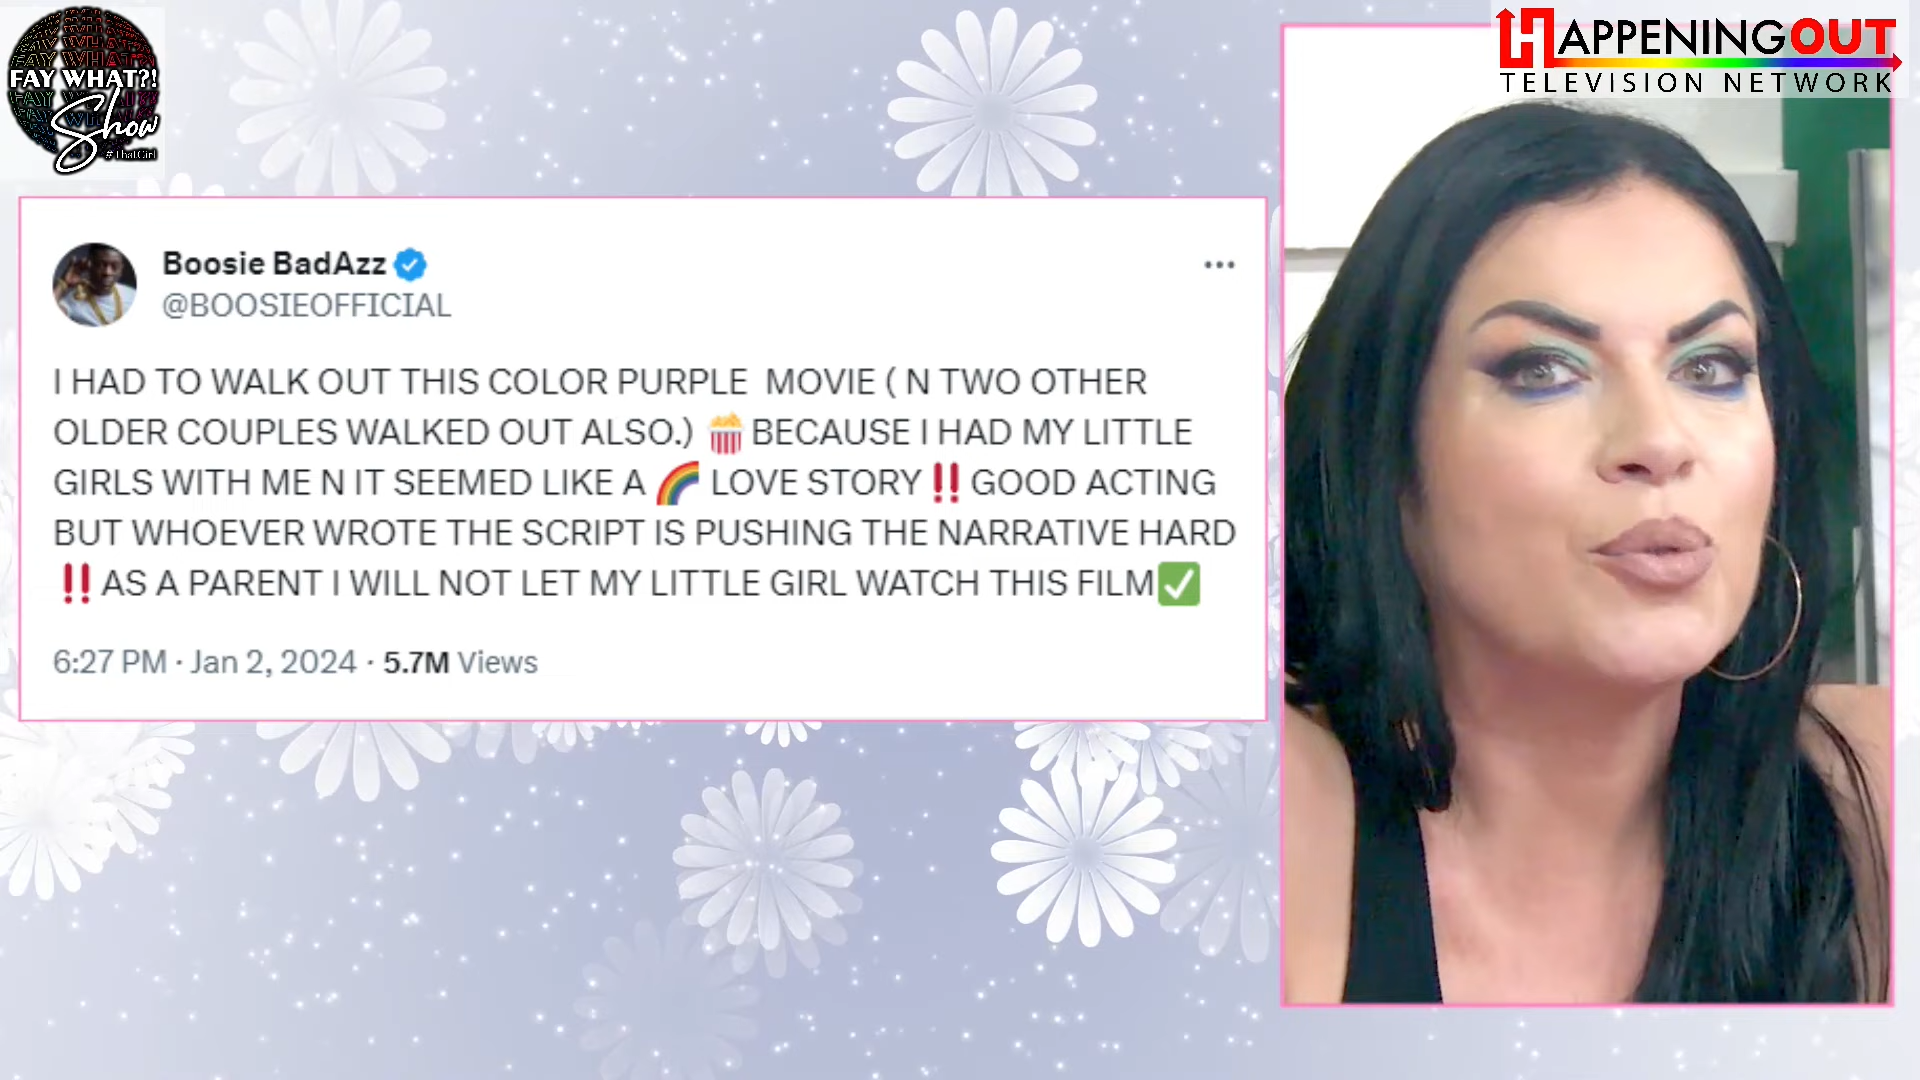 FAY WHAT?!
Show
#ThatGirl
HAPPENINGOUT
TELEVISION NETWORK
Boosie BadAzz
@BOOSIEOFFICIAL
I HAD TO WALK OUT THIS COLOR PURPLE MOVIE ( N TWO OTHER
OLDER COUPLES WALKED OUT ALSO.) 🍿 BECAUSE I HAD MY LITTLE
GIRLS WITH ME N IT SEEMED LIKE A 🌈 LOVE STORY ‼️ GOOD ACTING
BUT WHOEVER WROTE THE SCRIPT IS PUSHING THE NARRATIVE HARD
‼️ AS A PARENT I WILL NOT LET MY LITTLE GIRL WATCH THIS FILM ✅
6:27 PM · Jan 2, 2024 · 5.7M Views